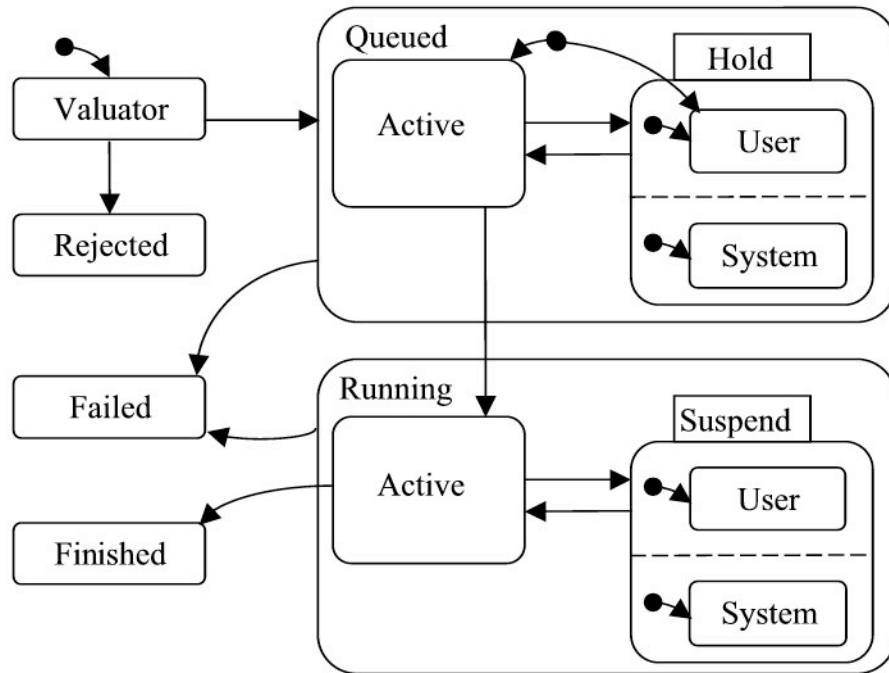 Queued
Hold
Valuator
Active
User
Rejected
System
Running
Failed
Suspend
Active
User
Finished
System